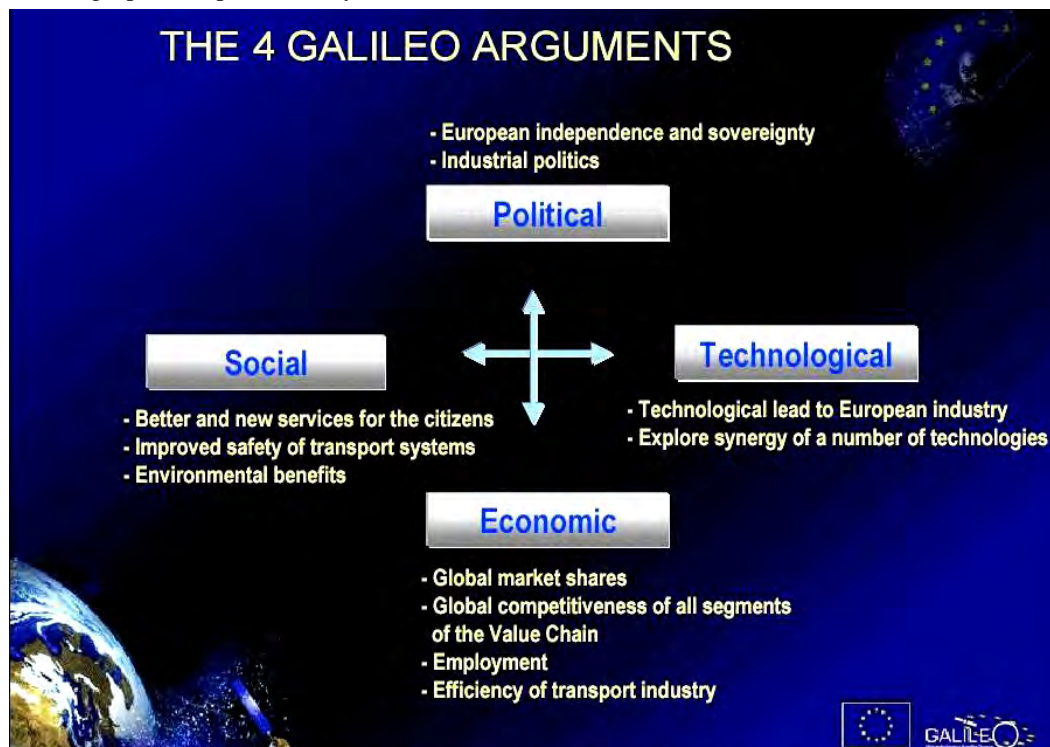 THE 4 GALILEO ARGUMENTS
- European independence and sovereignty
- Industrial politics
Political
Social
- Better and new services for the citizens
- Improved safety of transport systems
- Environmental benefits
Technological
- Technological lead to European industry
- Explore synergy of a number of technologies
Economic
- Global market shares
- Global competitiveness of all segments
of the Value Chain
- Employment
- Efficiency of transport industry
GALILEO